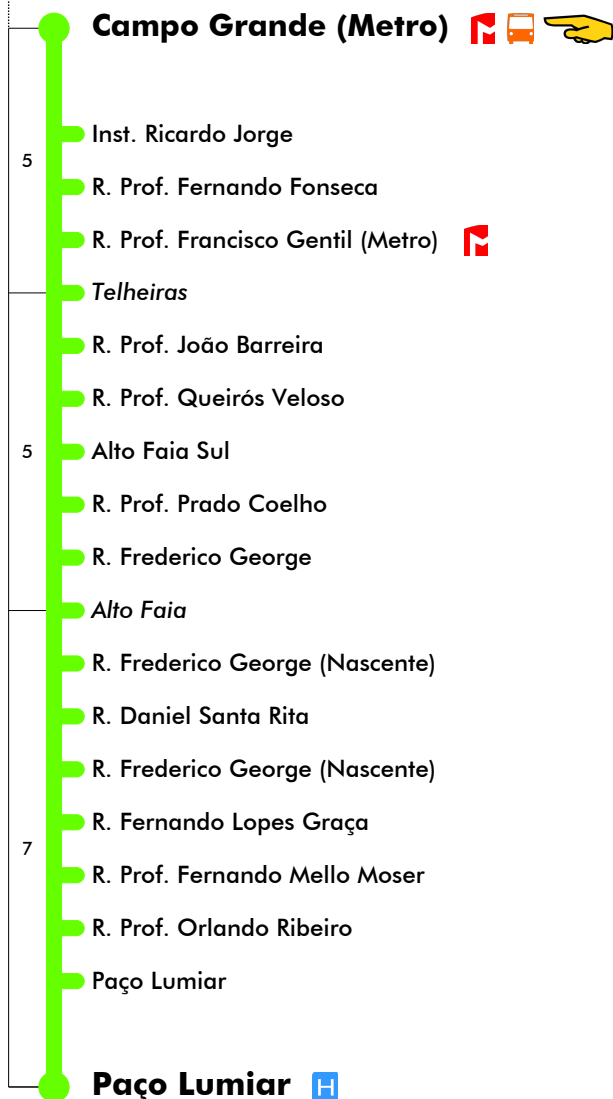 Campo Grande (Metro)
Inst. Ricardo Jorge
5
R. Prof. Fernando Fonseca
R. Prof. Francisco Gentil (Metro)
Telheiras
R. Prof. João Barreira
R. Prof. Queirós Veloso
5
Alto Faia Sul
R. Prof. Prado Coelho
R. Frederico George
Alto Faia
R. Frederico George (Nascente)
R. Daniel Santa Rita
R. Frederico George (Nascente)
R. Fernando Lopes Graça
7
R. Prof. Fernando Mello Moser
R. Prof. Orlando Ribeiro
Paço Lumiar
Paço Lumiar H